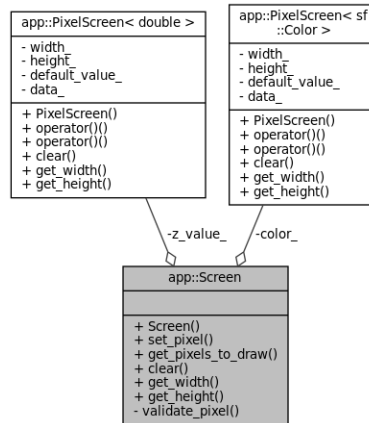 app::PixelScreen< double >
- width_
- height_
- default_value_
- data_
+ PixelScreen()
+ operator()()
+ operator()()
+ clear()
+ get_width()
+ get_height()
app::PixelScreen< sf
::Color >
- width_
- height_
- default_value_
- data_
+ PixelScreen()
+ operator()()
+ operator()()
+ clear()
+ get_width()
+ get_height()
-z_value_
-color_
app::Screen
+ Screen()
+ set_pixel()
+ get_pixels_to_draw()
+ clear()
+ get_width()
+ get_height()
- validate_pixel()